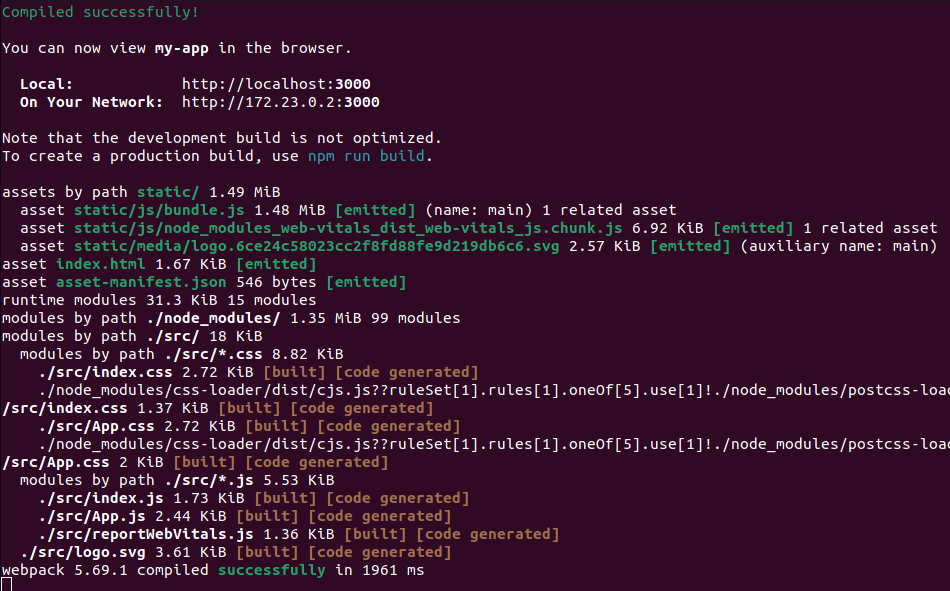 Compiled successfully!
You can now view my-app in the browser.
Local: http://localhost:3000
On Your Network: http://172.23.0.2:3000
Note that the development build is not optimized.
To create a production build, use npm run build.
assets by path static/ 1.49 MiB
asset static/js/bundle.js 1.48 MiB [emitted] (name: main) 1 related asset
asset static/js/node_modules_web-vitals_dist_web-vitals_js.chunk.js 6.92 KiB [emitted] 1 related asset
asset static/media/logo.6ce24c58023cc2f8fd88fe9d219db6c6.svg 2.57 KiB [emitted] (auxiliary name: main)
asset index.html 1.67 KiB [emitted]
asset asset-manifest.json 546 bytes [emitted]
runtime modules 31.3 KiB 15 modules
modules by path ./node_modules/ 1.35 MiB 99 modules
modules by path ./src/ 18 KiB
modules by path ./src/*.css 8.82 KiB
./src/index.css 2.72 KiB [built] [code generated]
./node_modules/css-loader/dist/cjs.js??ruleSet[1].rules[1].oneOf[5].use[1]!./node_modules/postcss-loa
/src/index.css 1.37 KiB [built] [code generated]
./src/App.css 2.72 KiB [built] [code generated]
./node_modules/css-loader/dist/cjs.js??ruleSet[1].rules[1].oneOf[5].use[1]!./node_modules/postcss-loa
/src/App.css 2 KiB [built] [code generated]
modules by path ./src/*.js 5.53 KiB
./src/index.js 1.73 KiB [built] [code generated]
./src/App.js 2.44 KiB [built] [code generated]
./src/reportWebVitals.js 1.36 KiB [built] [code generated]
./src/logo.svg 3.61 KiB [built] [code generated]
webpack 5.69.1 compiled successfully in 1961 ms